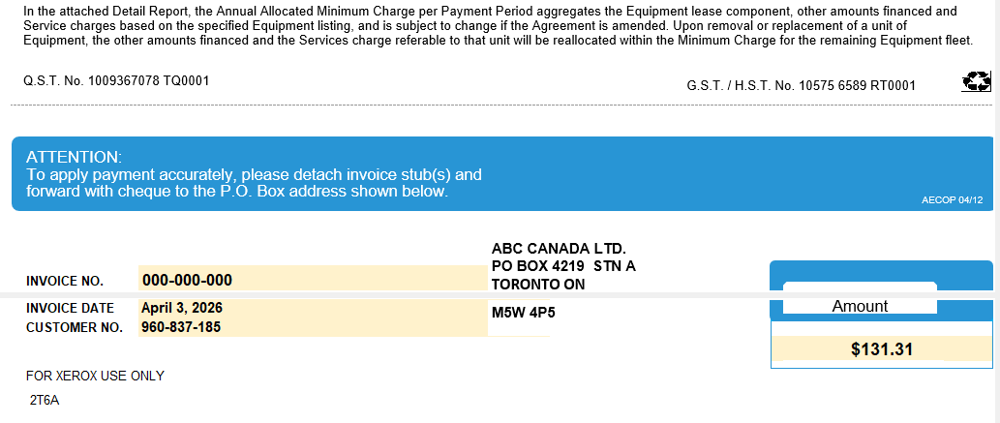 In the attached Detail Report, the Annual Allocated Minimum Charge per Payment Period aggregates the Equipment lease component, other amounts financed and
Service charges based on the specified Equipment listing, and is subject to change if the Agreement is amended. Upon removal or replacement of a unit of
Equipment, the other amounts financed and the Services charge referable to that unit will be reallocated within the Minimum Charge for the remaining Equipment fleet.
Q.S.T. No. 1009367078 TQ0001
G.S.T. / H.S.T. No. 10575 6589 RT0001
ATTENTION:
To apply payment accurately, please detach invoice stub(s) and
forward with cheque to the P.O. Box address shown below.
AECOP 04/12
ABC CANADA LTD.
PO BOX 4219 STN A
TORONTO ON
M5W 4P5
INVOICE NO. 000-000-000
INVOICE DATE April 3, 2026
CUSTOMER NO. 960-837-185
Amount
$131.31
FOR XEROX USE ONLY
2T6A